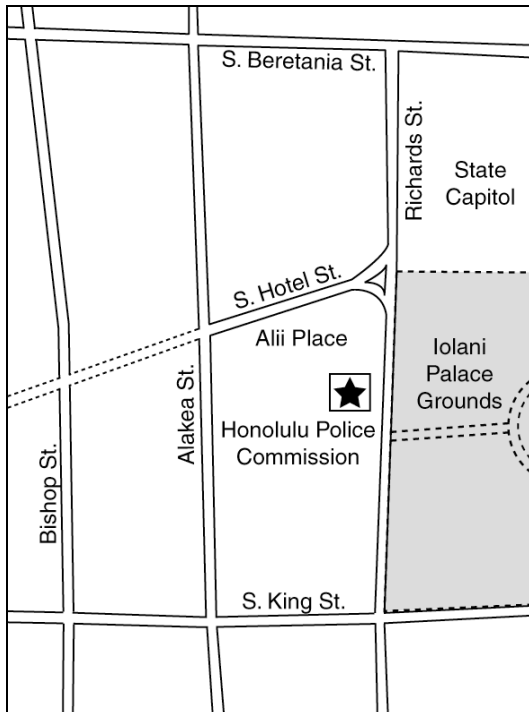 S. Beretania St.
Richards St.
State
Capitol
S. Hotel St.
Alii Place
Iolani
Palace
Grounds
Alakea St.
Honolulu Police
Commission
Bishop St.
S. King St.